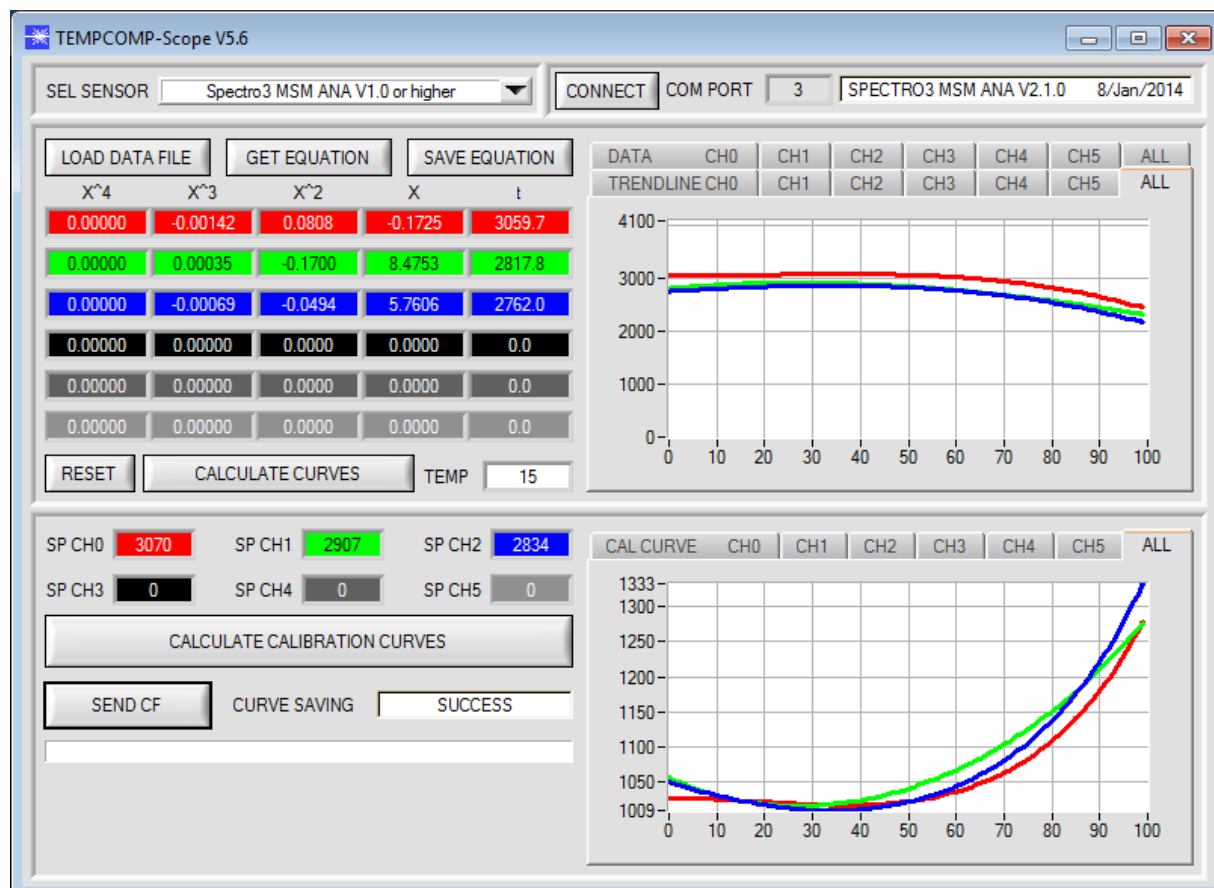 TEMPCOMP-Scope V5.6
SEL SENSOR Spectro3 MSM ANA V1.0 or higher CONNECT COM PORT 3 SPECTRO3 MSM ANA V2.1.0 8/Jan/2014
LOAD DATA FILE GET EQUATION SAVE EQUATION
X^4 X^3 X^2 X t
0.00000 -0.00142 0.0808 -0.1725 3059.7
0.00000 0.00035 -0.1700 8.4753 2817.8
0.00000 -0.00069 -0.0494 5.7606 2762.0
0.00000 0.00000 0.0000 0.0000 0.0
0.00000 0.00000 0.0000 0.0000 0.0
0.00000 0.00000 0.0000 0.0000 0.0
RESET CALCULATE CURVES TEMP 15
DATA CH0 CH1 CH2 CH3 CH4 CH5 ALL
TRENDLINE CH0 CH1 CH2 CH3 CH4 CH5 ALL
4100
3000
2000
1000
0
0 10 20 30 40 50 60 70 80 90 100
SP CH0 3070 SP CH1 2907 SP CH2 2834
SP CH3 0 SP CH4 0 SP CH5 0
CALCULATE CALIBRATION CURVES
SEND CF CURVE SAVING SUCCESS
CAL CURVE CH0 CH1 CH2 CH3 CH4 CH5 ALL
1333
1300
1250
1200
1150
1100
1050
1009
0 10 20 30 40 50 60 70 80 90 100